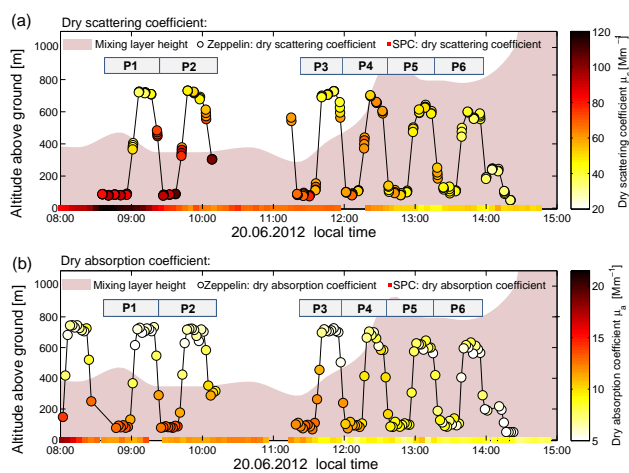 (a) Dry scattering coefficient:
Mixing layer height Zeppelin: dry scattering coefficient SPC: dry scattering coefficient
P1 P2 P3 P4 P5 P6
1000
800
600
400
200
0
Altitude above ground [m]
08:00 09:00 10:00 11:00 12:00 13:00 14:00 15:00
20.06.2012 local time
120
100
80
60
40
20
Dry scattering coefficient μs [Mm⁻¹]
(b) Dry absorption coefficient:
Mixing layer height Zeppelin: dry absorption coefficient SPC: dry absorption coefficient
P1 P2 P3 P4 P5 P6
1000
800
600
400
200
0
Altitude above ground [m]
08:00 09:00 10:00 11:00 12:00 13:00 14:00 15:00
20.06.2012 local time
20
15
10
5
Dry absorption coefficient μa [Mm⁻¹]